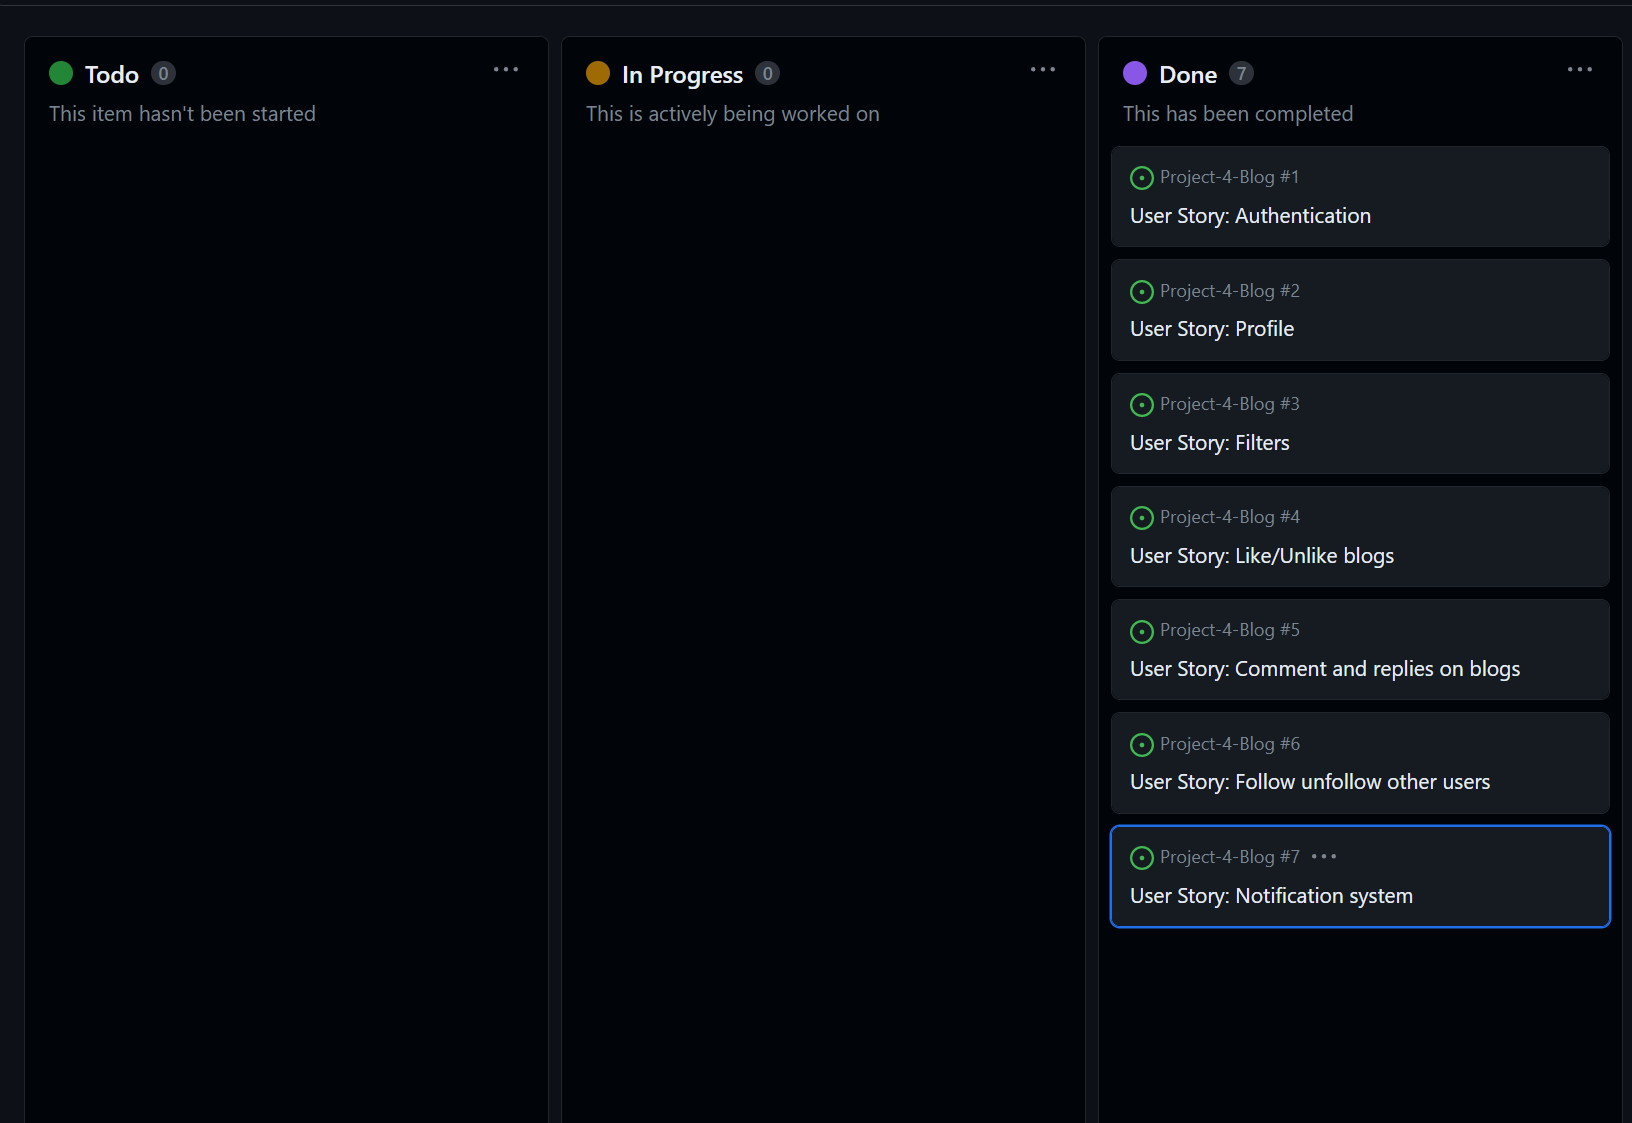 Todo 0
This item hasn't been started
In Progress 0
This is actively being worked on
Done 7
This has been completed
Project-4-Blog #1
User Story: Authentication
Project-4-Blog #2
User Story: Profile
Project-4-Blog #3
User Story: Filters
Project-4-Blog #4
User Story: Like/Unlike blogs
Project-4-Blog #5
User Story: Comment and replies on blogs
Project-4-Blog #6
User Story: Follow unfollow other users
Project-4-Blog #7
User Story: Notification system